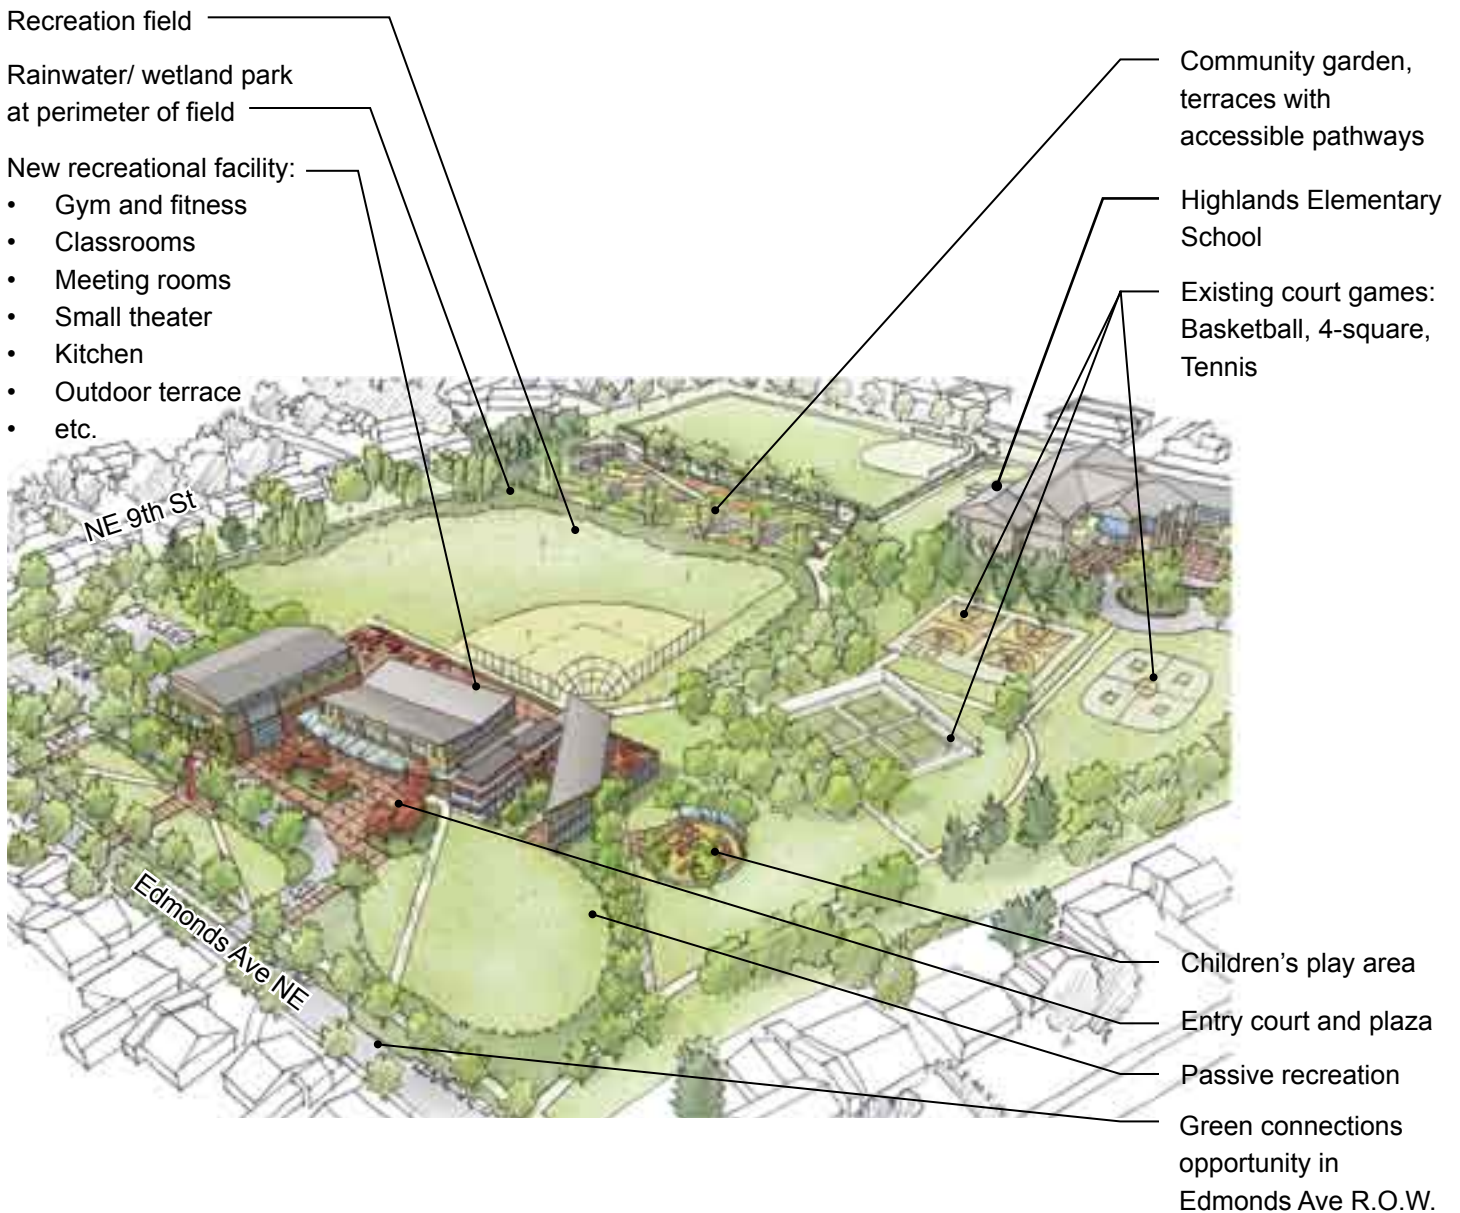 Recreation field
Rainwater/ wetland park
at perimeter of field
New recreational facility:
• Gym and fitness
• Classrooms
• Meeting rooms
• Small theater
• Kitchen
• Outdoor terrace
• etc.
Community garden,
terraces with
accessible pathways
Highlands Elementary
School
Existing court games:
Basketball, 4-square,
Tennis
NE 9th St
Edmonds Ave NE
Children’s play area
Entry court and plaza
Passive recreation
Green connections
opportunity in
Edmonds Ave R.O.W.